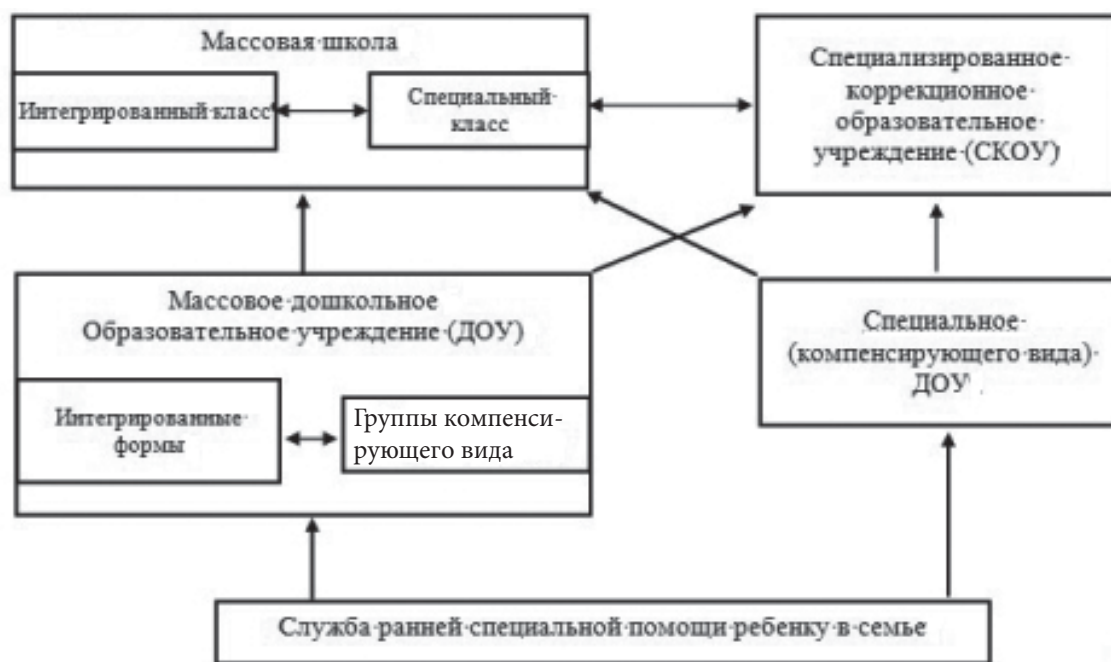 Массовая школа
Интегрированный класс
Специальный
класс
Специализированное
коррекционное
образовательное
учреждение (СКОУ)
Массовое дошкольное
Образовательное учреждение (ДОУ)
Интегрированные
формы
Группы компенси-
рующего вида
Специальное
(компенсирующего вида)
ДОУ
Служба ранней специальной помощи ребенку в семье